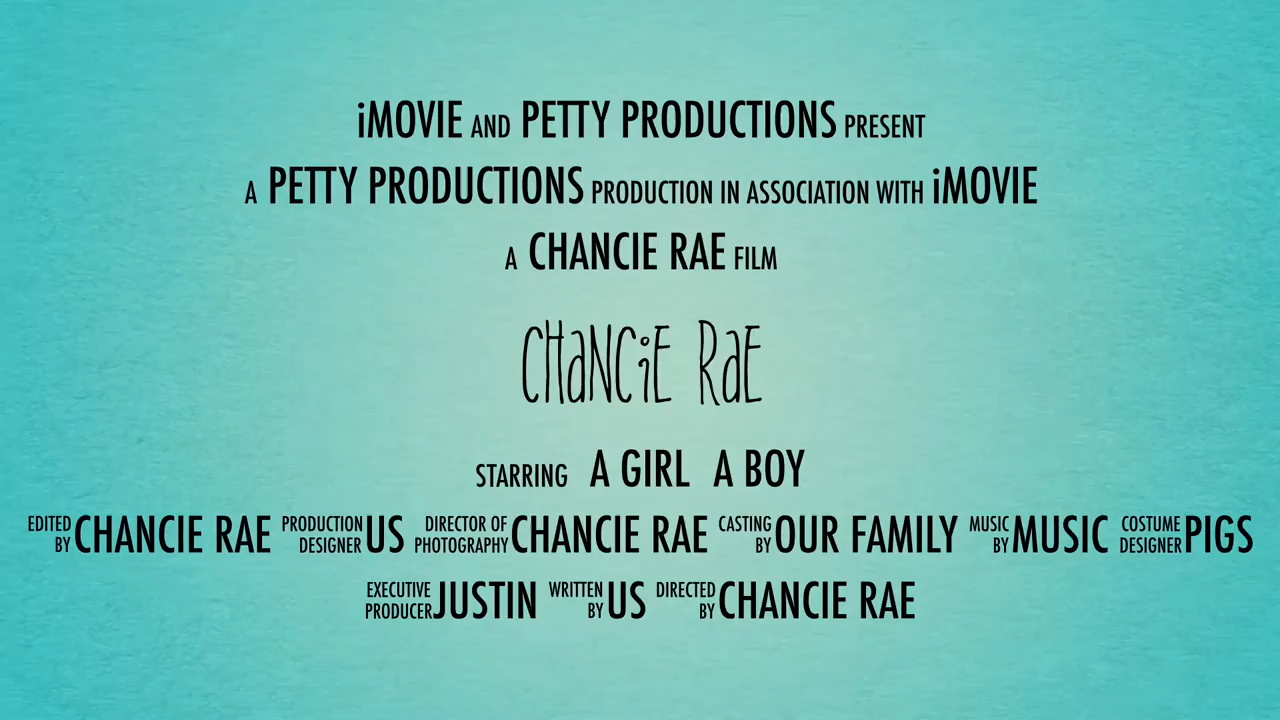 iMOVIE AND PETTY PRODUCTIONS PRESENT
A PETTY PRODUCTIONS PRODUCTION IN ASSOCIATION WITH iMOVIE
A CHANCIE RAE FILM
CHaNCiE RaE
STARRING A GIRL A BOY
EDITED BY CHANCIE RAE PRODUCTION DESIGNER US DIRECTOR OF PHOTOGRAPHY CHANCIE RAE CASTING BY OUR FAMILY MUSIC BY MUSIC COSTUME DESIGNER PIGS
EXECUTIVE PRODUCER JUSTIN WRITTEN BY US DIRECTED BY CHANCIE RAE